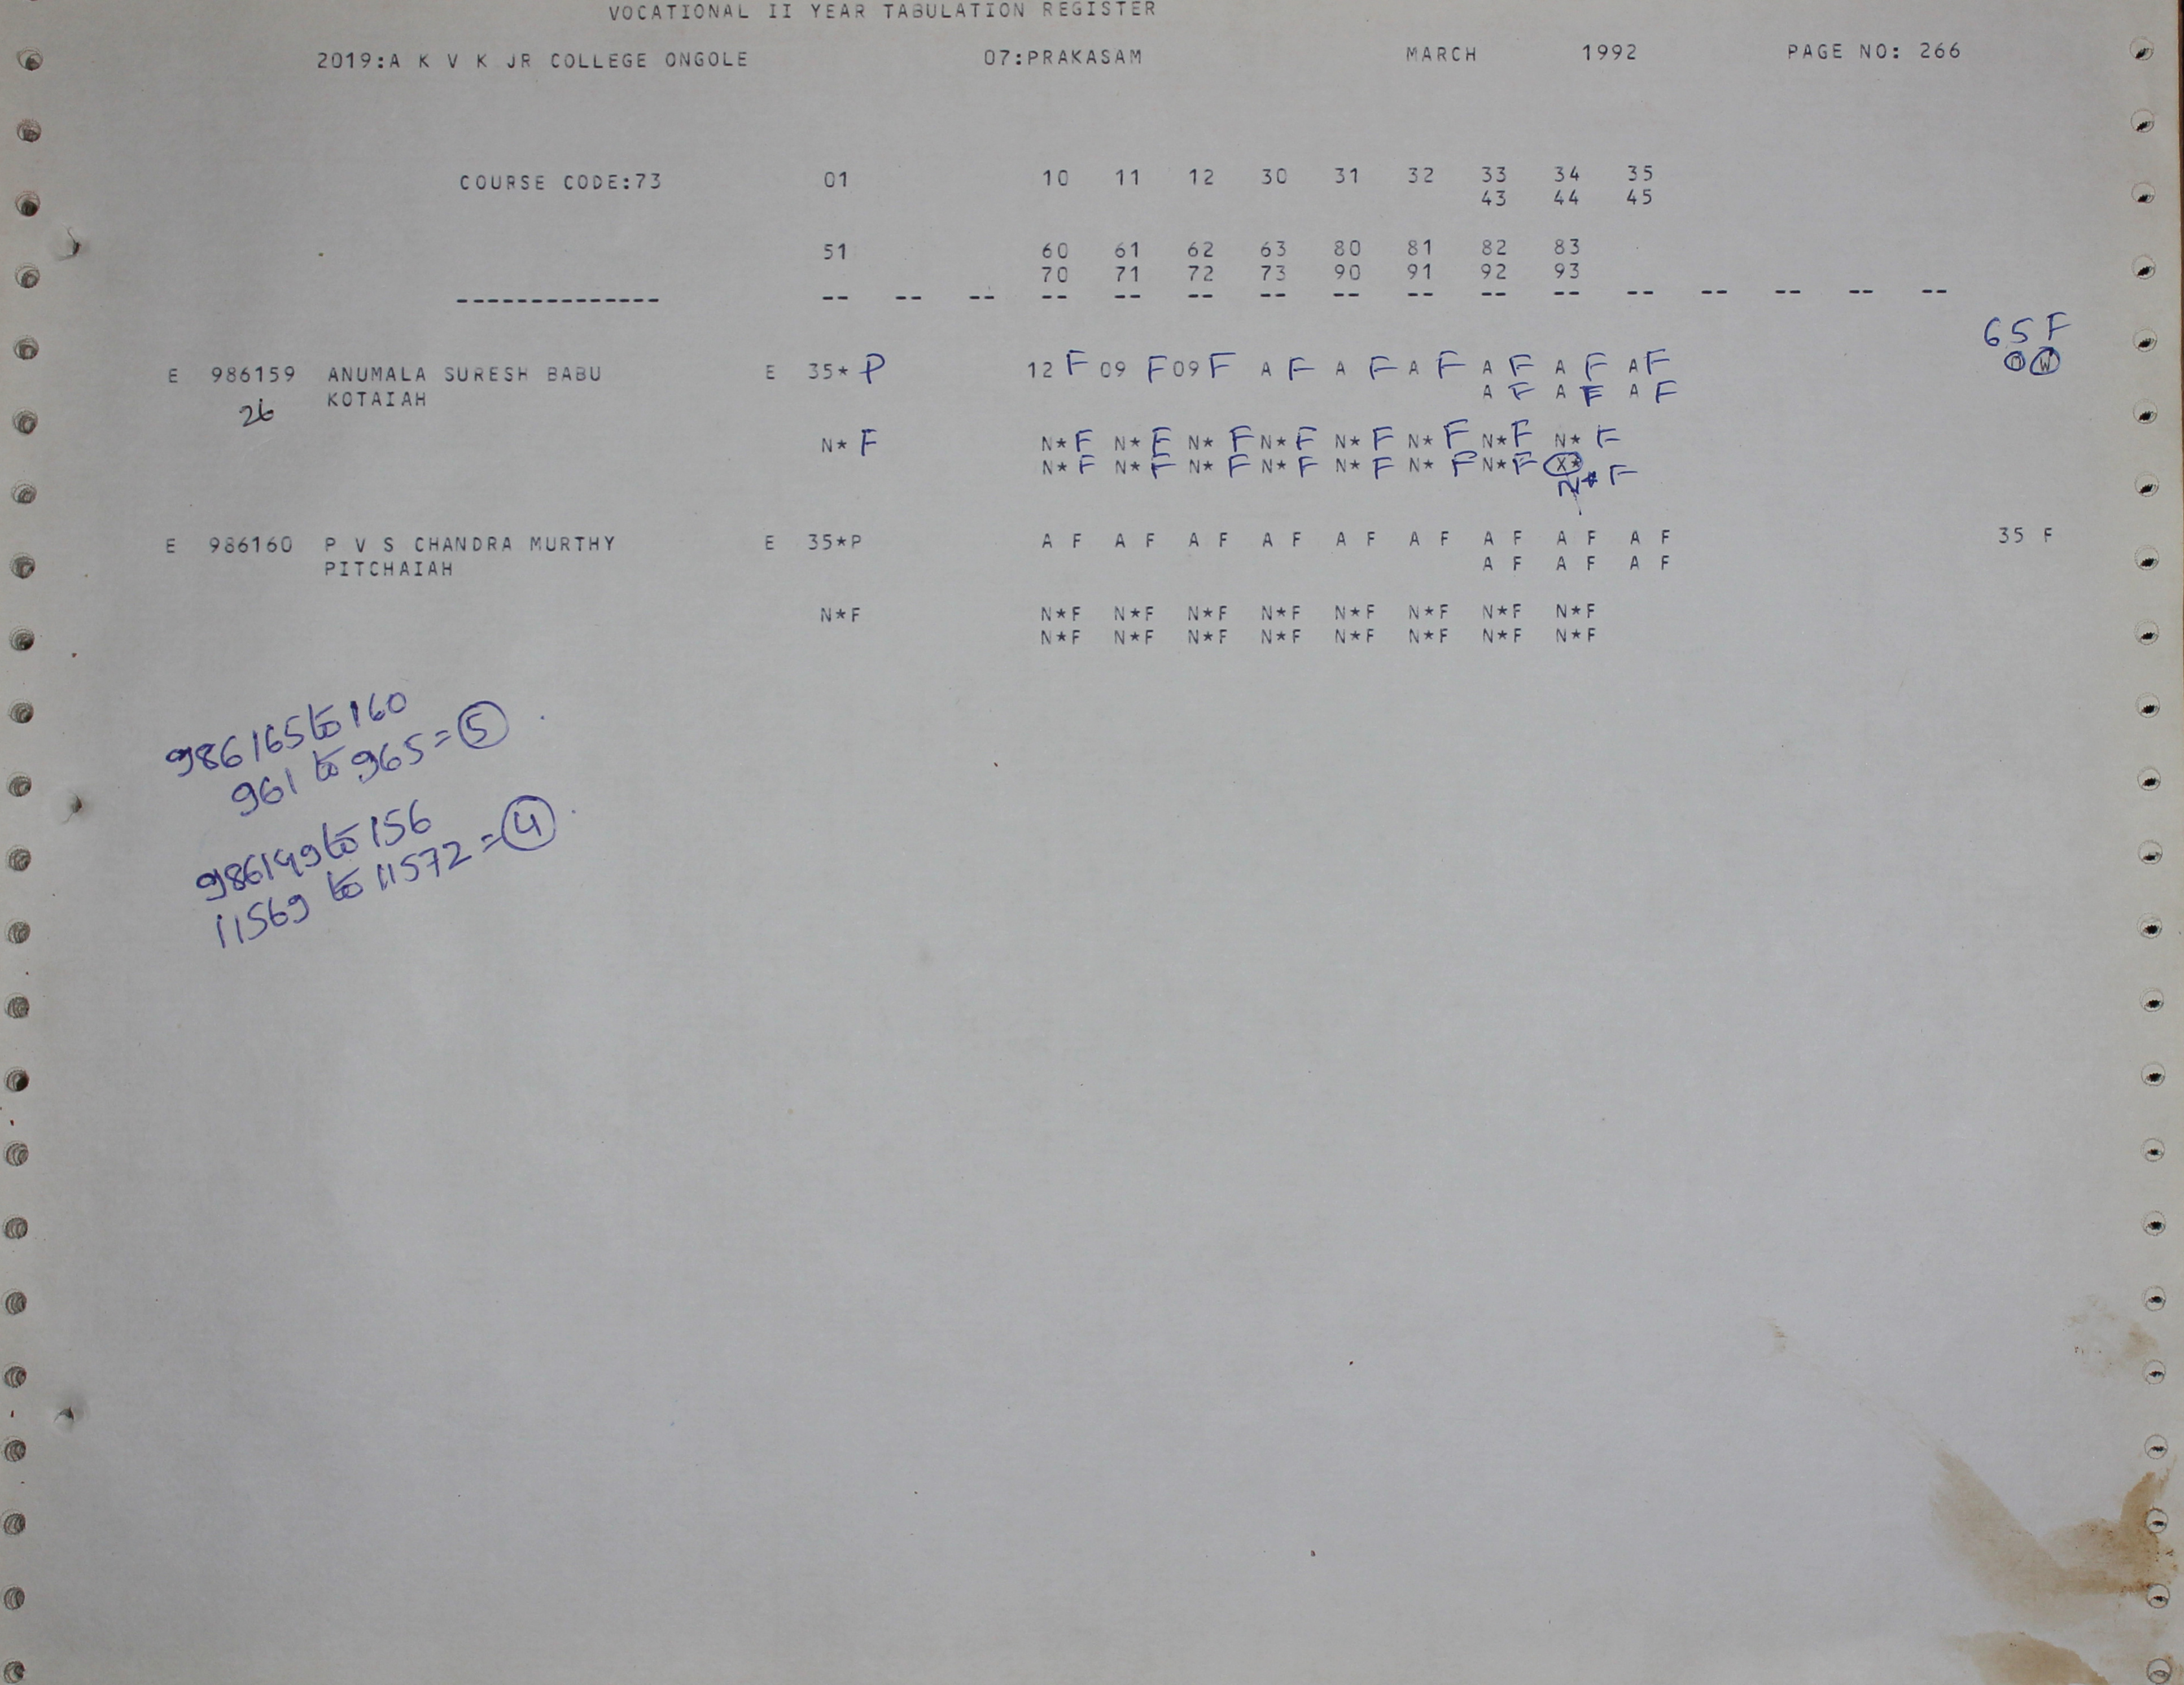 VOCATIONAL II YEAR TABULATION REGISTER
2019:A K V K JR COLLEGE ONGOLE 07:PRAKASAM MARCH 1992 PAGE NO: 266
COURSE CODE:73 01 10 11 12 30 31 32 33 34 35
43 44 45
51 60 61 62 63 80 81 82 83
70 71 72 73 90 91 92 93
-------------- -- -- -- -- -- -- -- -- -- -- -- -- -- -- -- --
65 F
E 986159 ANUMALA SURESH BABU E 35* P 12 F 09 F 09 F A F A F A F A F A F A F W
26 KOTAIAH A F A F A F
N* F N* F N* F N* F N* F N* F N* F N* F N* F
N* F N* F N* F N* F N* F N* F N* F X*
N* F
E 986160 P V S CHANDRA MURTHY E 35*P A F A F A F A F A F A F A F A F A F 35 F
PITCHAIAH A F A F A F
N*F N*F N*F N*F N*F N*F N*F N*F N*F
N*F N*F N*F N*F N*F N*F N*F N*F
986165 to 160
961 to 965 = 5
986149 to 156
11569 to 11572 = 4